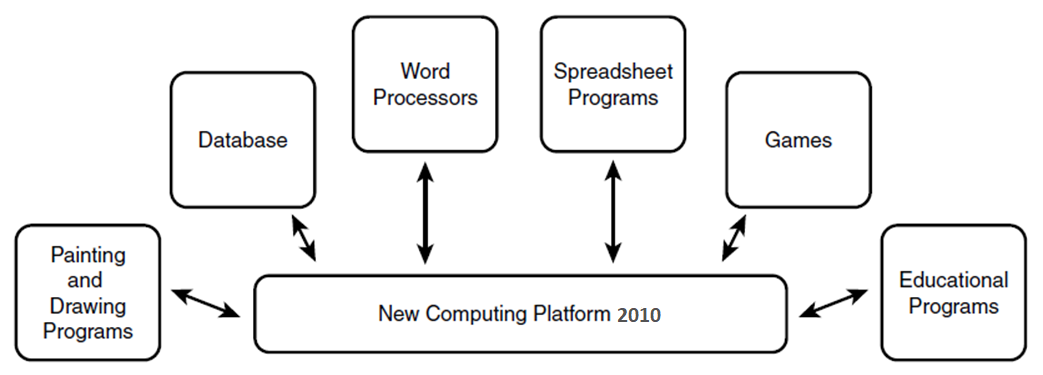 Word
Processors
Spreadsheet
Programs
Database
Games
Painting
and
Drawing
Programs
Educational
Programs
New Computing Platform 2010